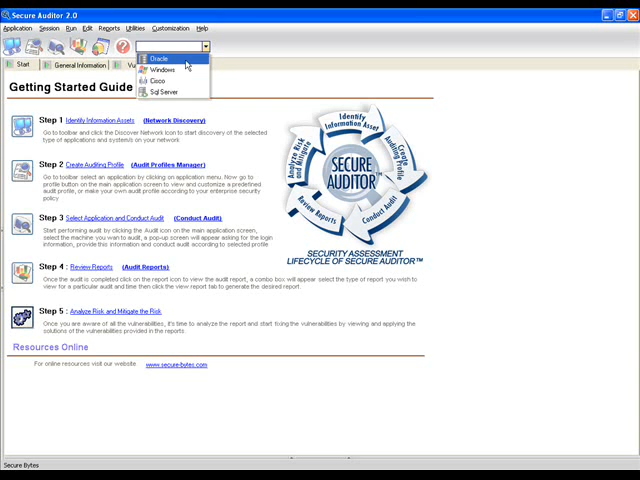 Secure Auditor 2.0
Application Session Run Edit Reports Utilities Customization Help
Oracle
Windows
Cisco
Sql Server
Start General Information Vu
Getting Started Guide
Step 1 Identify Information Assets (Network Discovery)
Go to toolbar and click the Discover Network Icon to start discovery of the selected
type of applications and system/s on your network
Step 2 Create Auditing Profile (Audit Profiles Manager)
Go to toolbar select an application by clicking on application menu. Now go to
profile button on the main application screen to view and customize a predefined
audit profile, or make your own audit profile according to your enterprise security
policy
Step 3 Select Application and Conduct Audit (Conduct Audit)
Start performing audit by clicking the Audit icon on the main application screen,
select the machine you want to audit, a pop-up screen will appear asking for the login
information, provide this information and conduct audit according to selected profile
Step 4 : Review Reports (Audit Reports)
Once the audit is completed click on the report icon to view the audit report, a combo box will appear select the type of report you wish to
view for a particular audit and time then click the view report tab to generate the desired report.
Step 5 : Analyze Risk and Mitigate the Risk
Once you are aware of all the vulnerabilities, it's time to analyze the report and start fixing the vulnerabilities by viewing and applying the
solutions of the vulnerabilities provided in the reports
Resources Online
For online resources visit our website www.secure-bytes.com
Identify Information Asset
Create Auditing Profile
Conduct Audit
Review Reports
Analyze Risk and Mitigate
SECURE
AUDITOR™
SECURITY ASSESSMENT
LIFECYCLE OF SECURE AUDITOR™
Secure Bytes